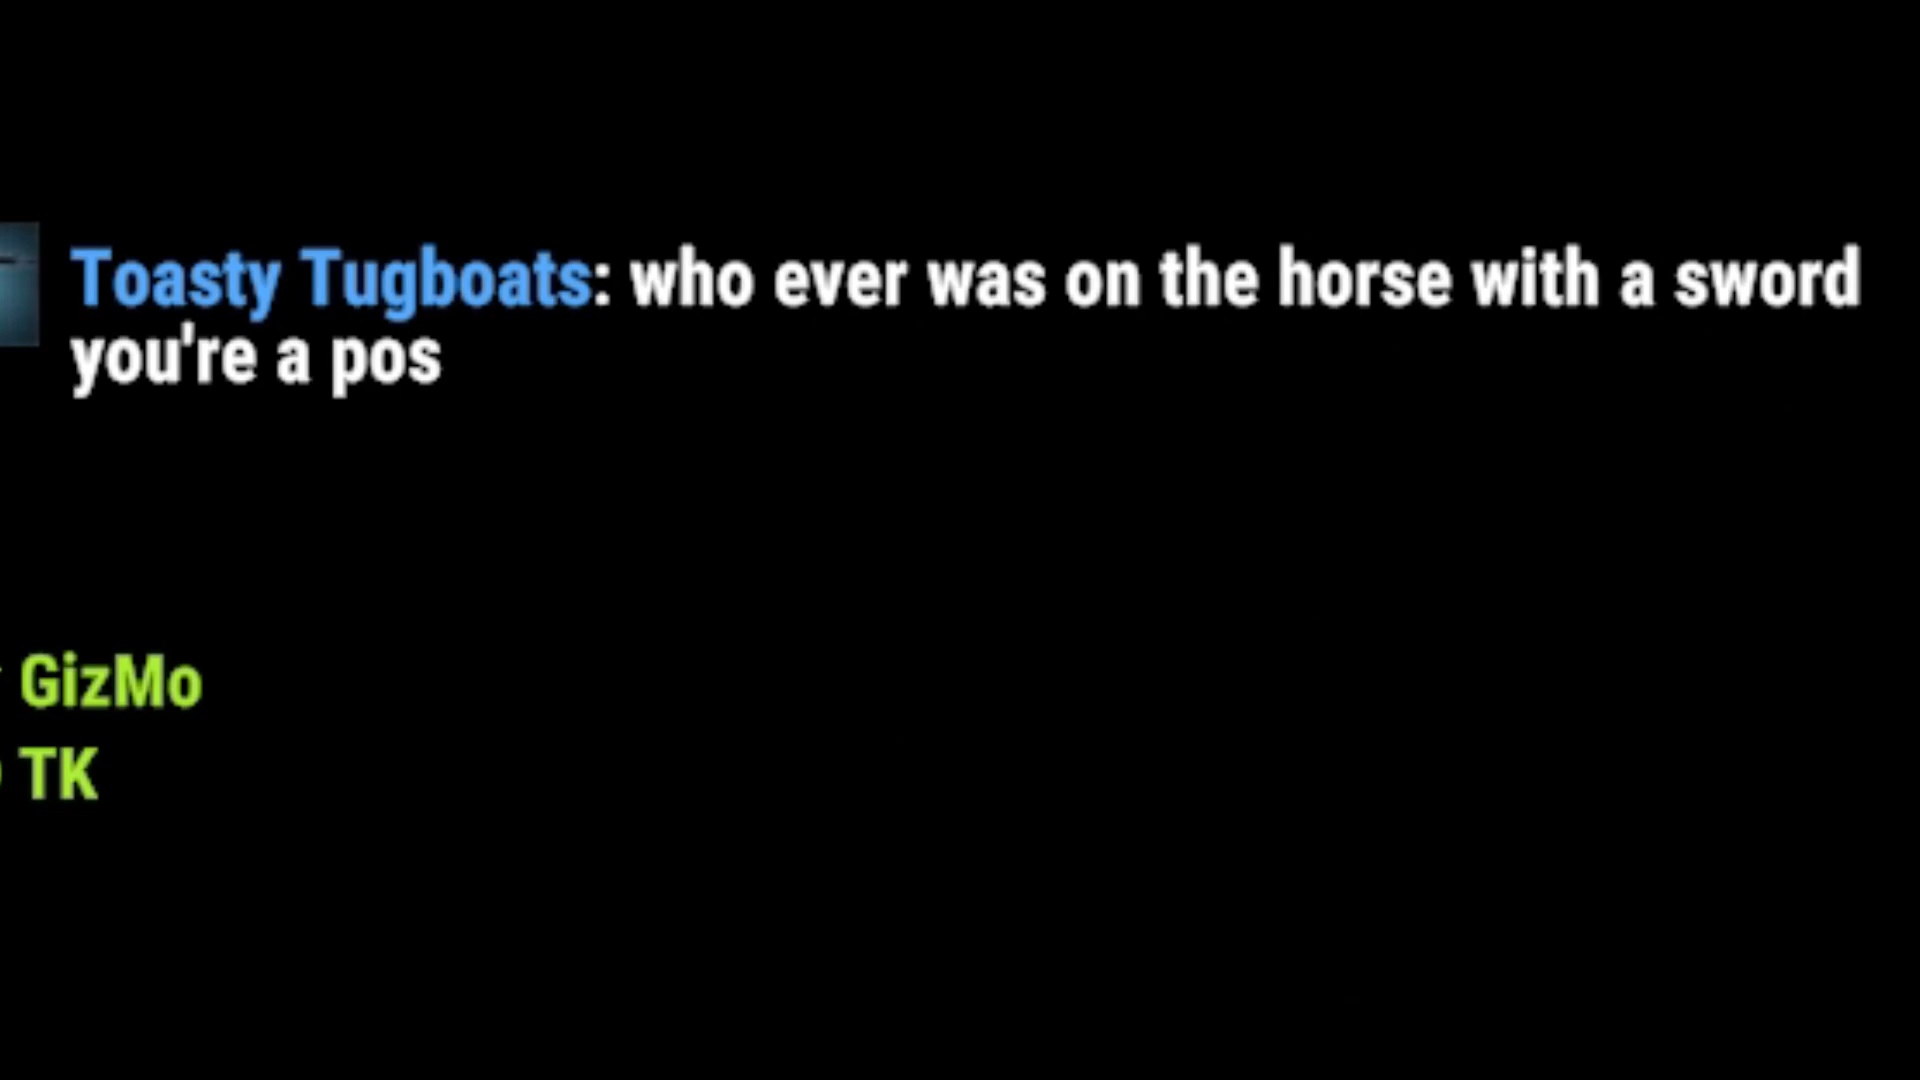 Toasty Tugboats: who ever was on the horse with a sword
you're a pos
GizMo
TK